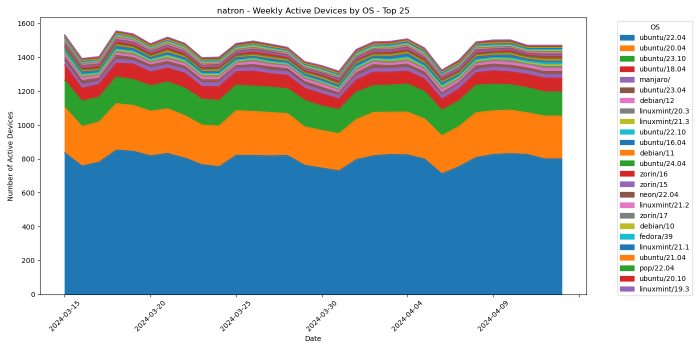 natron - Weekly Active Devices by OS - Top 25
Number of Active Devices
1600
1400
1200
1000
800
600
400
200
0
2024-03-15
2024-03-20
2024-03-25
2024-03-30
2024-04-04
2024-04-09
Date
OS
ubuntu/22.04
ubuntu/20.04
ubuntu/23.10
ubuntu/18.04
manjaro/
ubuntu/23.04
debian/12
linuxmint/20.3
linuxmint/21.3
ubuntu/22.10
ubuntu/16.04
debian/11
ubuntu/24.04
zorin/16
zorin/15
neon/22.04
linuxmint/21.2
zorin/17
debian/10
fedora/39
linuxmint/21.1
ubuntu/21.04
pop/22.04
ubuntu/20.10
linuxmint/19.3